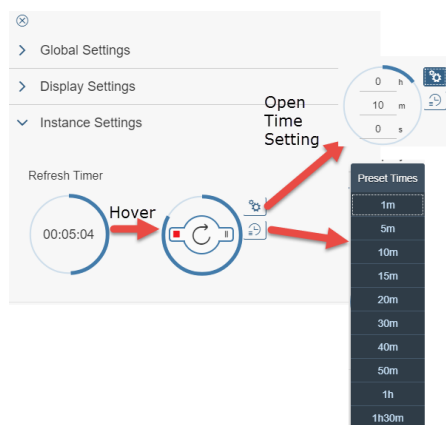 Global Settings
Display Settings
Instance Settings
Refresh Timer
00:05:04
Hover
Open
Time
Setting
0 h
10 m
0 s
Preset Times
1m
5m
10m
15m
20m
30m
40m
50m
1h
1h30m